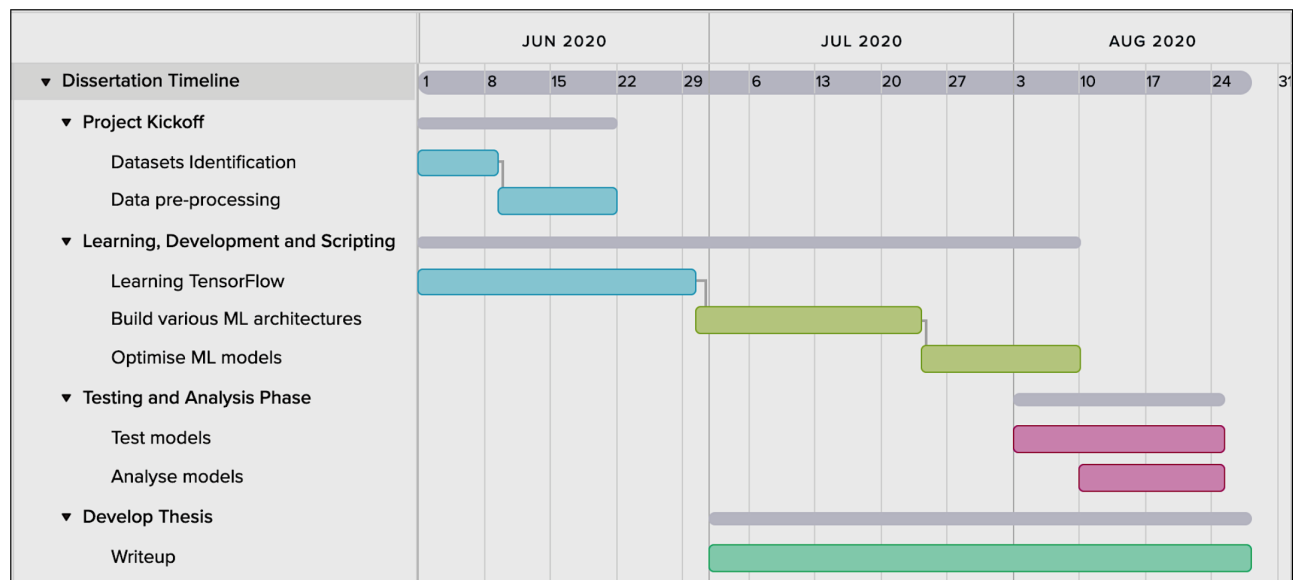 JUN 2020 JUL 2020 AUG 2020
Dissertation Timeline 1 8 15 22 29 6 13 20 27 3 10 17 24 31
Project Kickoff
Datasets Identification
Data pre-processing
Learning, Development and Scripting
Learning TensorFlow
Build various ML architectures
Optimise ML models
Testing and Analysis Phase
Test models
Analyse models
Develop Thesis
Writeup